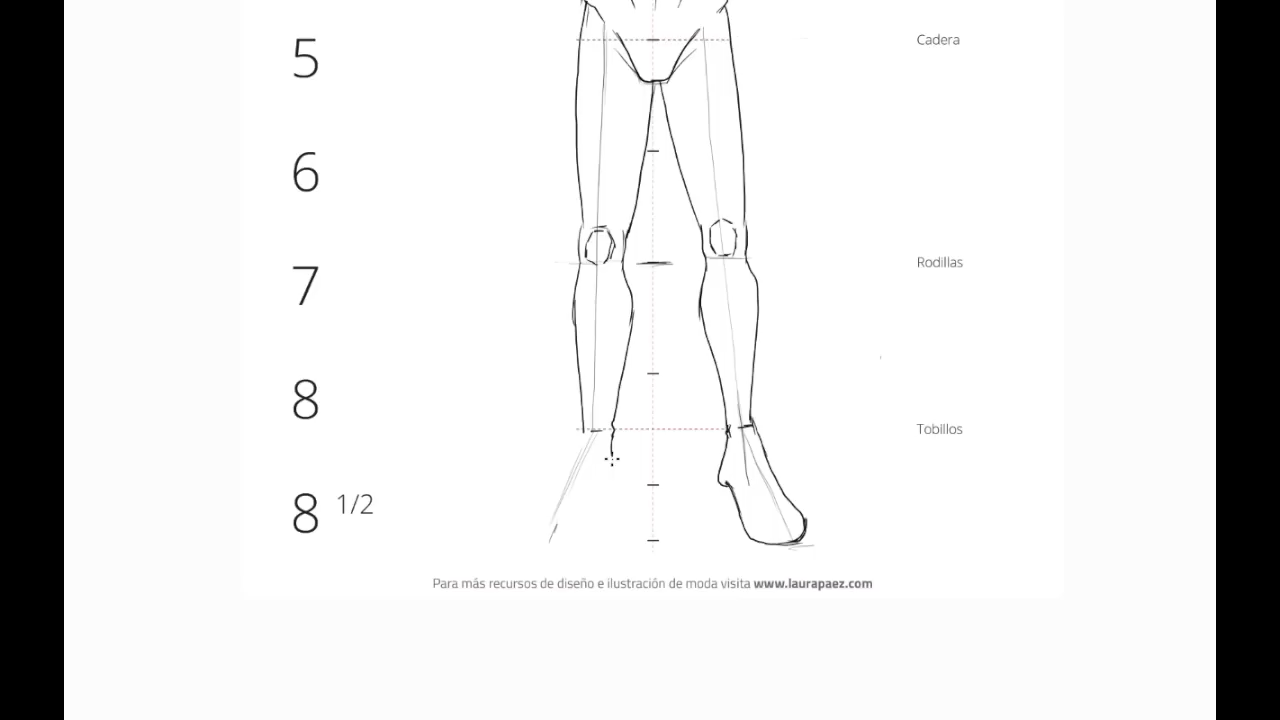 5
Cadera
6
Rodillas
7
8
Tobillos
8 1/2
Para más recursos de diseño e ilustración de moda visita www.laurapaez.com